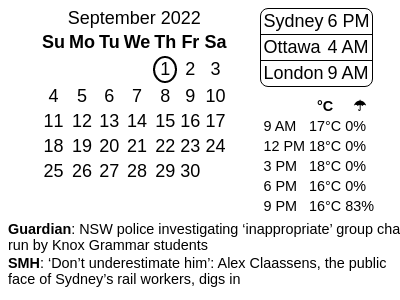 September 2022
Su Mo Tu We Th Fr Sa
1 2 3
4 5 6 7 8 9 10
11 12 13 14 15 16 17
18 19 20 21 22 23 24
25 26 27 28 29 30
Sydney 6 PM
Ottawa 4 AM
London 9 AM
°C ☂
9 AM 17°C 0%
12 PM 18°C 0%
3 PM 18°C 0%
6 PM 16°C 0%
9 PM 16°C 83%
Guardian: NSW police investigating ‘inappropriate’ group cha
run by Knox Grammar students
SMH: ‘Don’t underestimate him’: Alex Claassens, the public
face of Sydney’s rail workers, digs in